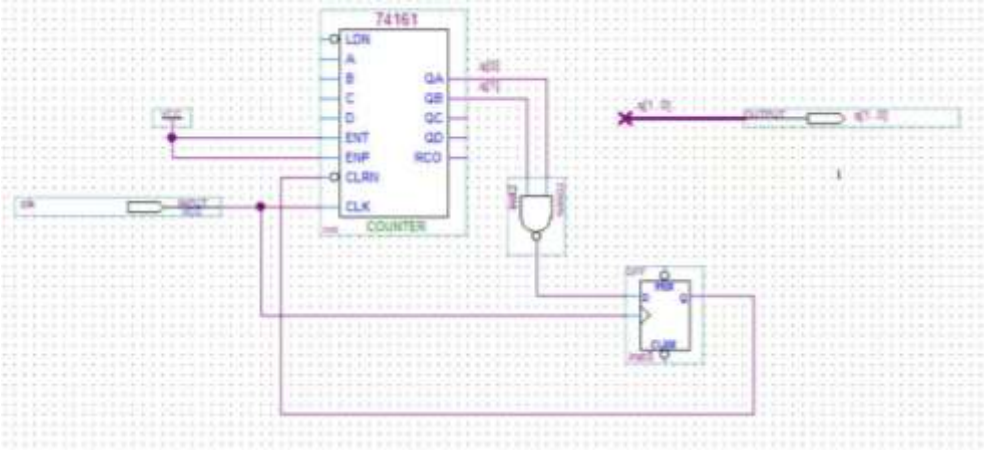 74161
LDN
A
B
C
D
ENT
ENP
CLRN
CLK
QA
QB
QC
QD
RCO
COUNTER
VCC
clk
INPUT
VCC
q[0]
q[1]
q[1..0]
OUTPUT
q[1..0]
DFF
PRN
D
Q
CLRN